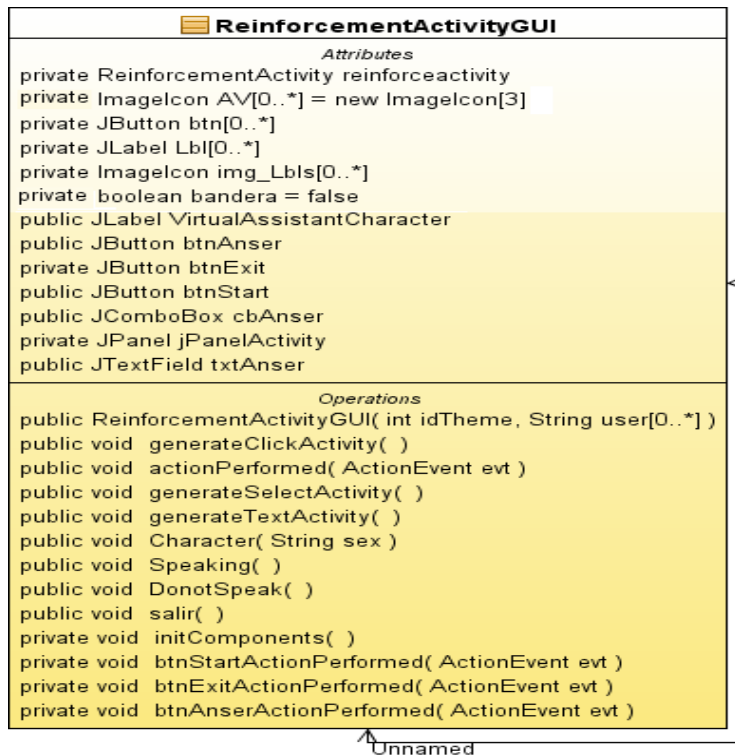 ReinforcementActivityGUI
Attributes
private ReinforcementActivity reinforceactivity
private ImageIcon AV[0..*] = new ImageIcon[3]
private JButton btn[0..*]
private JLabel Lbl[0..*]
private ImageIcon img_Lbls[0..*]
private boolean bandera = false
public JLabel VirtualAssistantCharacter
public JButton btnAnser
private JButton btnExit
public JButton btnStart
public JComboBox cbAnser
private JPanel jPanelActivity
public JTextField txtAnser
Operations
public ReinforcementActivityGUI( int idTheme, String user[0..*] )
public void generateClickActivity( )
public void actionPerformed( ActionEvent evt )
public void generateSelectActivity( )
public void generateTextActivity( )
public void Character( String sex )
public void Speaking( )
public void DonotSpeak( )
public void salir( )
private void initComponents( )
private void btnStartActionPerformed( ActionEvent evt )
private void btnExitActionPerformed( ActionEvent evt )
private void btnAnserActionPerformed( ActionEvent evt )
Unnamed